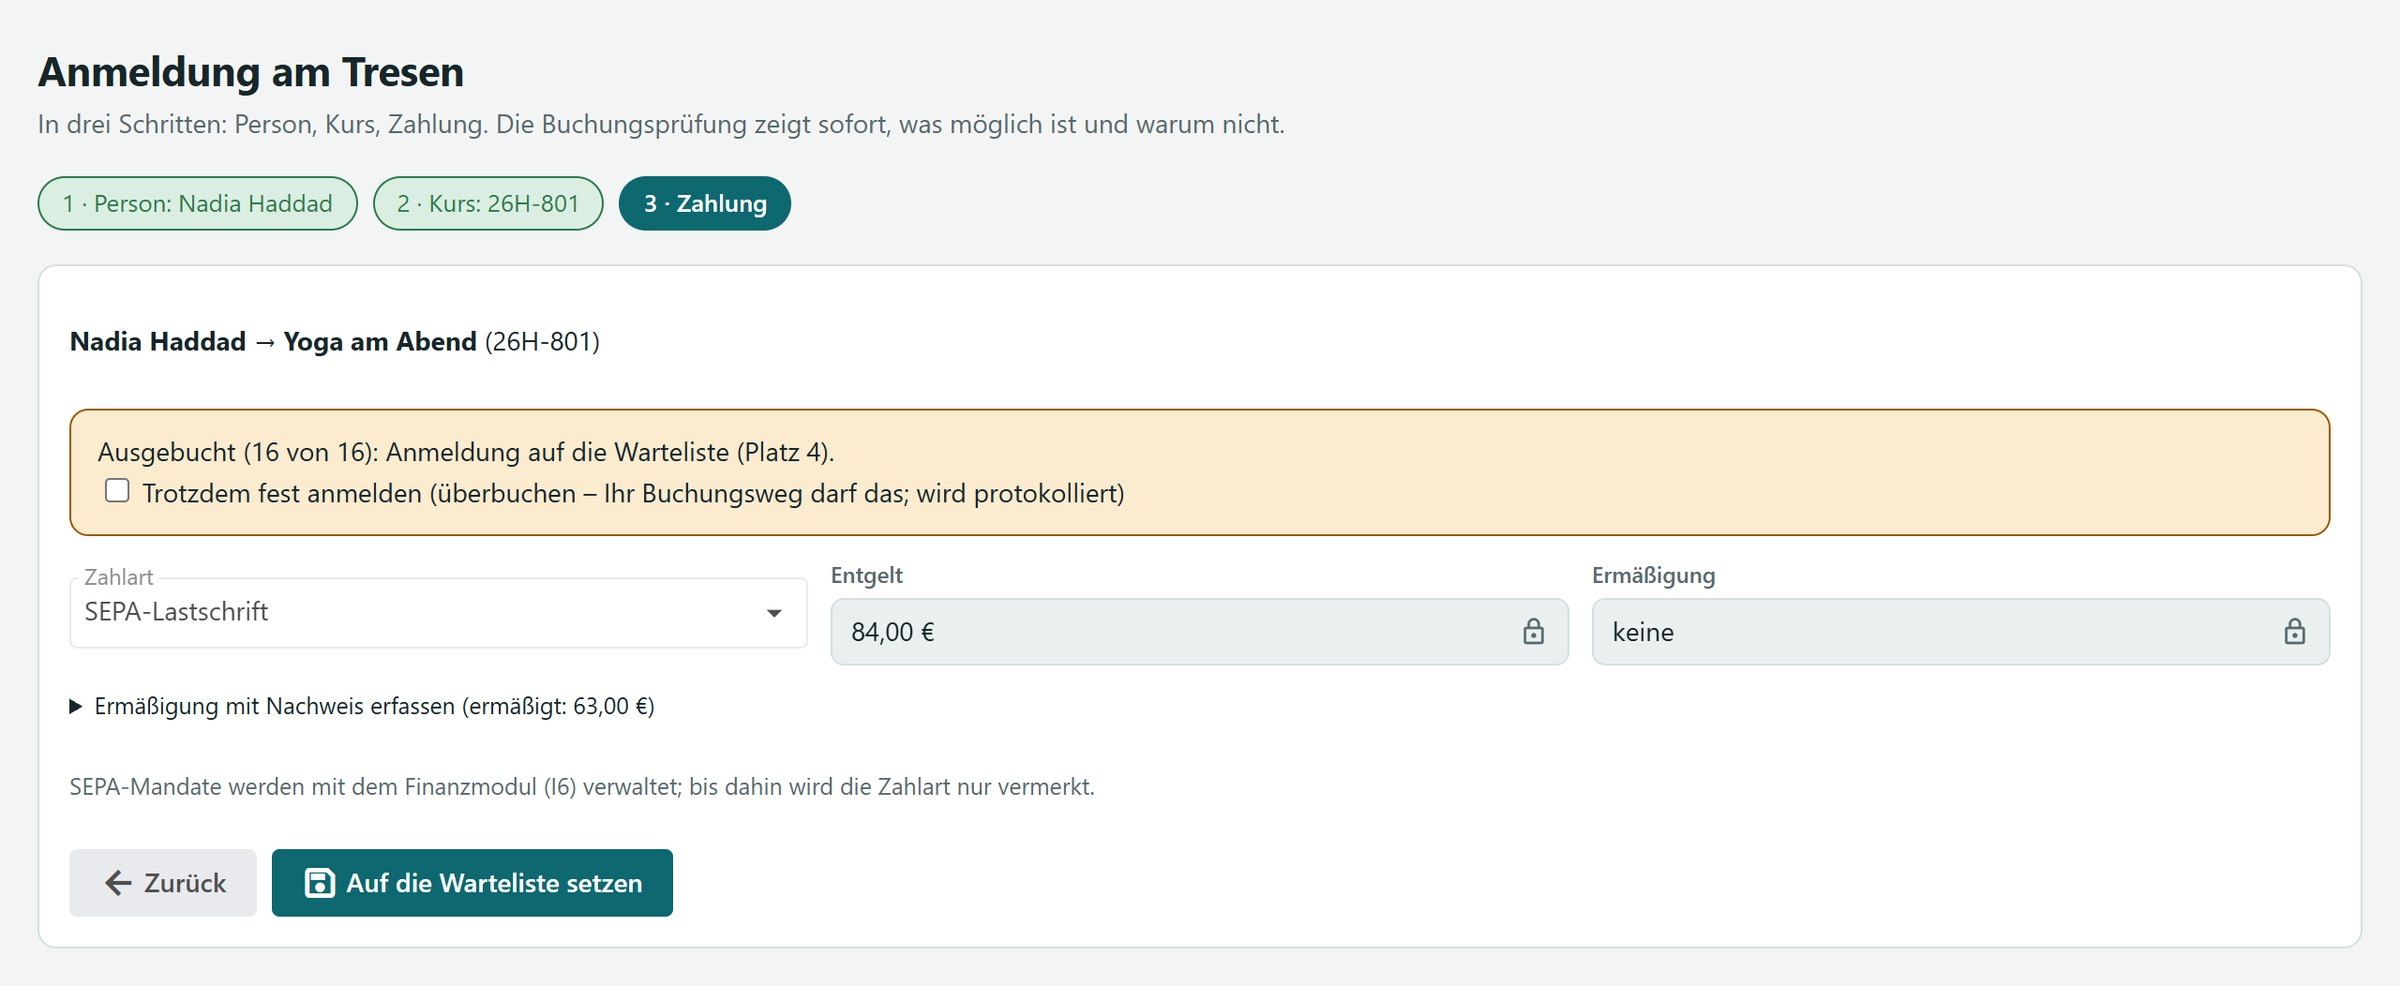 Anmeldung am Tresen
In drei Schritten: Person, Kurs, Zahlung. Die Buchungsprüfung zeigt sofort, was möglich ist und warum nicht.
1 · Person: Nadia Haddad
2 · Kurs: 26H-801
3 · Zahlung
Nadia Haddad → Yoga am Abend (26H-801)
Ausgebucht (16 von 16): Anmeldung auf die Warteliste (Platz 4).
Trotzdem fest anmelden (überbuchen – Ihr Buchungsweg darf das; wird protokolliert)
Zahlart
SEPA-Lastschrift
Entgelt
84,00 €
Ermäßigung
keine
Ermäßigung mit Nachweis erfassen (ermäßigt: 63,00 €)
SEPA-Mandate werden mit dem Finanzmodul (I6) verwaltet; bis dahin wird die Zahlart nur vermerkt.
Zurück
Auf die Warteliste setzen